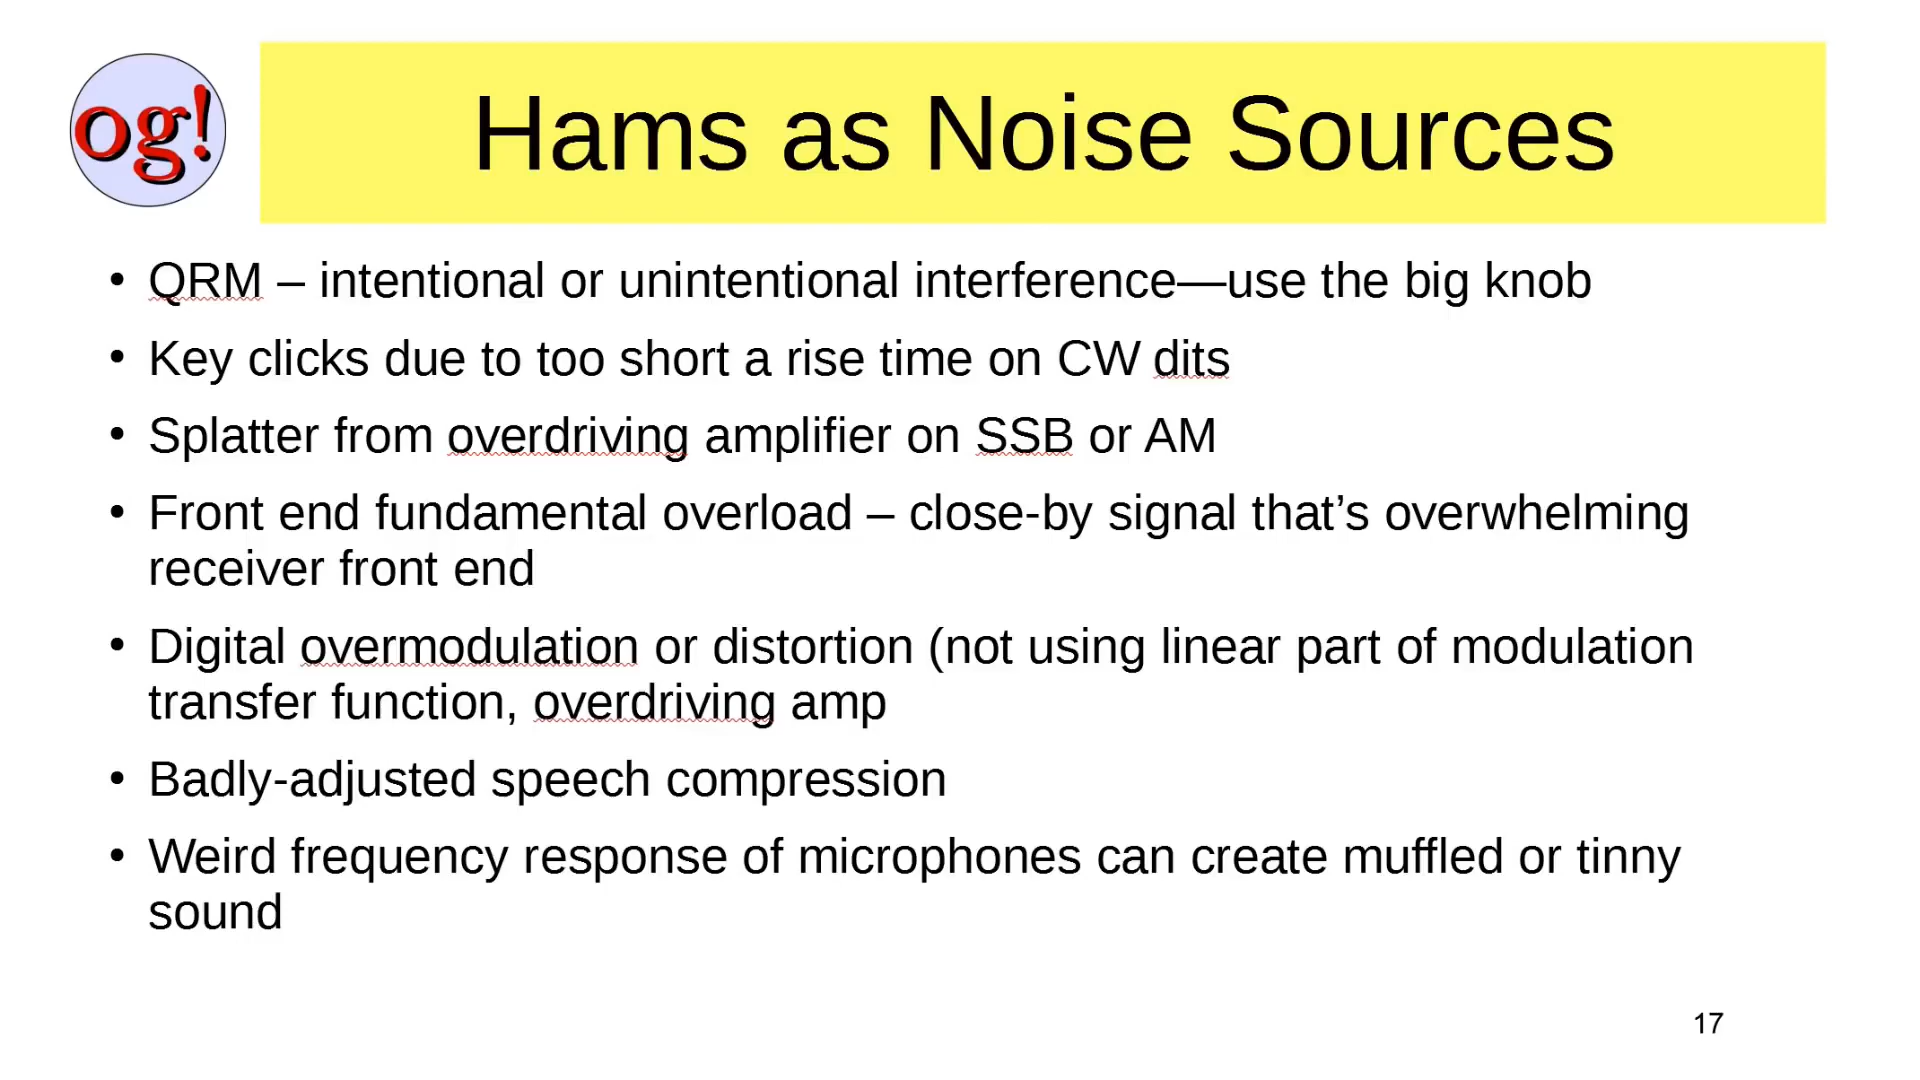 og!
Hams as Noise Sources
• QRM – intentional or unintentional interference—use the big knob
• Key clicks due to too short a rise time on CW dits
• Splatter from overdriving amplifier on SSB or AM
• Front end fundamental overload – close-by signal that’s overwhelming
receiver front end
• Digital overmodulation or distortion (not using linear part of modulation
transfer function, overdriving amp
• Badly-adjusted speech compression
• Weird frequency response of microphones can create muffled or tinny
sound
17